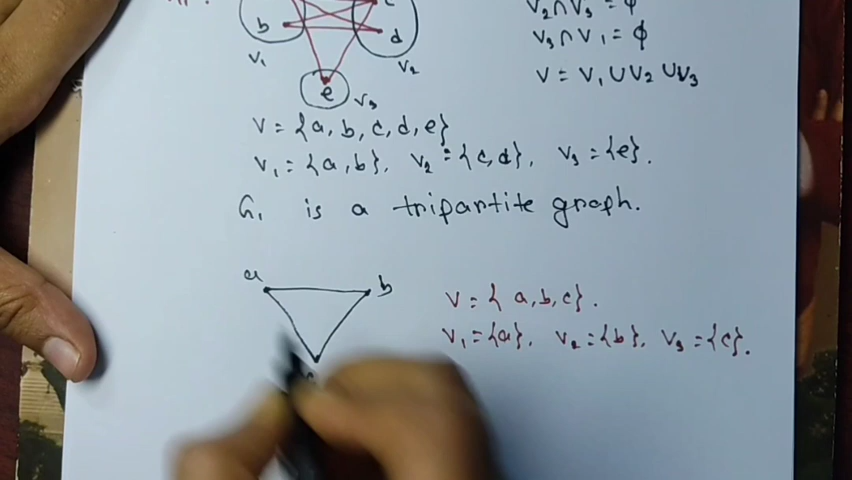 V₂∩V₃ = ϕ
b
d
V₁
V₂
V₃∩V₁ = ϕ
e
V₃
V = V₁∪V₂∪V₃
V = {a, b, c, d, e}
V₁ = {a, b}, V₂ = {c, d}, V₃ = {e}.
G₁ is a tripartite graph.
a
b
V = { a, b, c}.
V₁ = {a}, V₂ = {b}, V₃ = {c}.